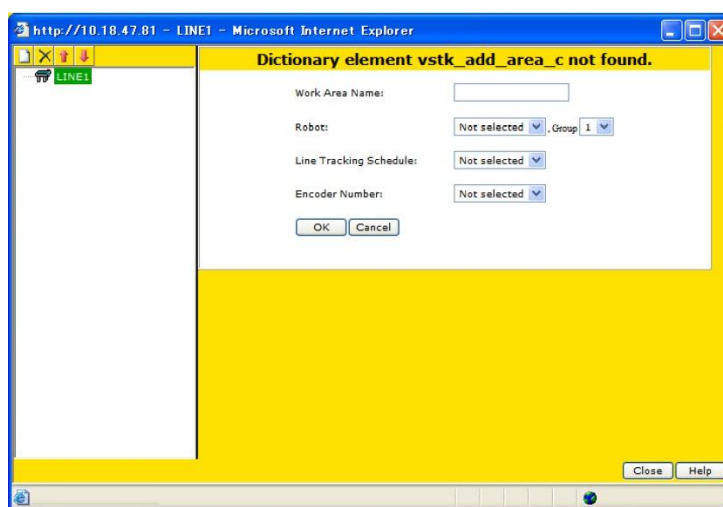 http://10.18.47.81 - LINE1 - Microsoft Internet Explorer
LINE1
Dictionary element vstk_add_area_c not found.
Work Area Name:
Robot: Not selected , Group 1
Line Tracking Schedule: Not selected
Encoder Number: Not selected
OK Cancel
Close Help